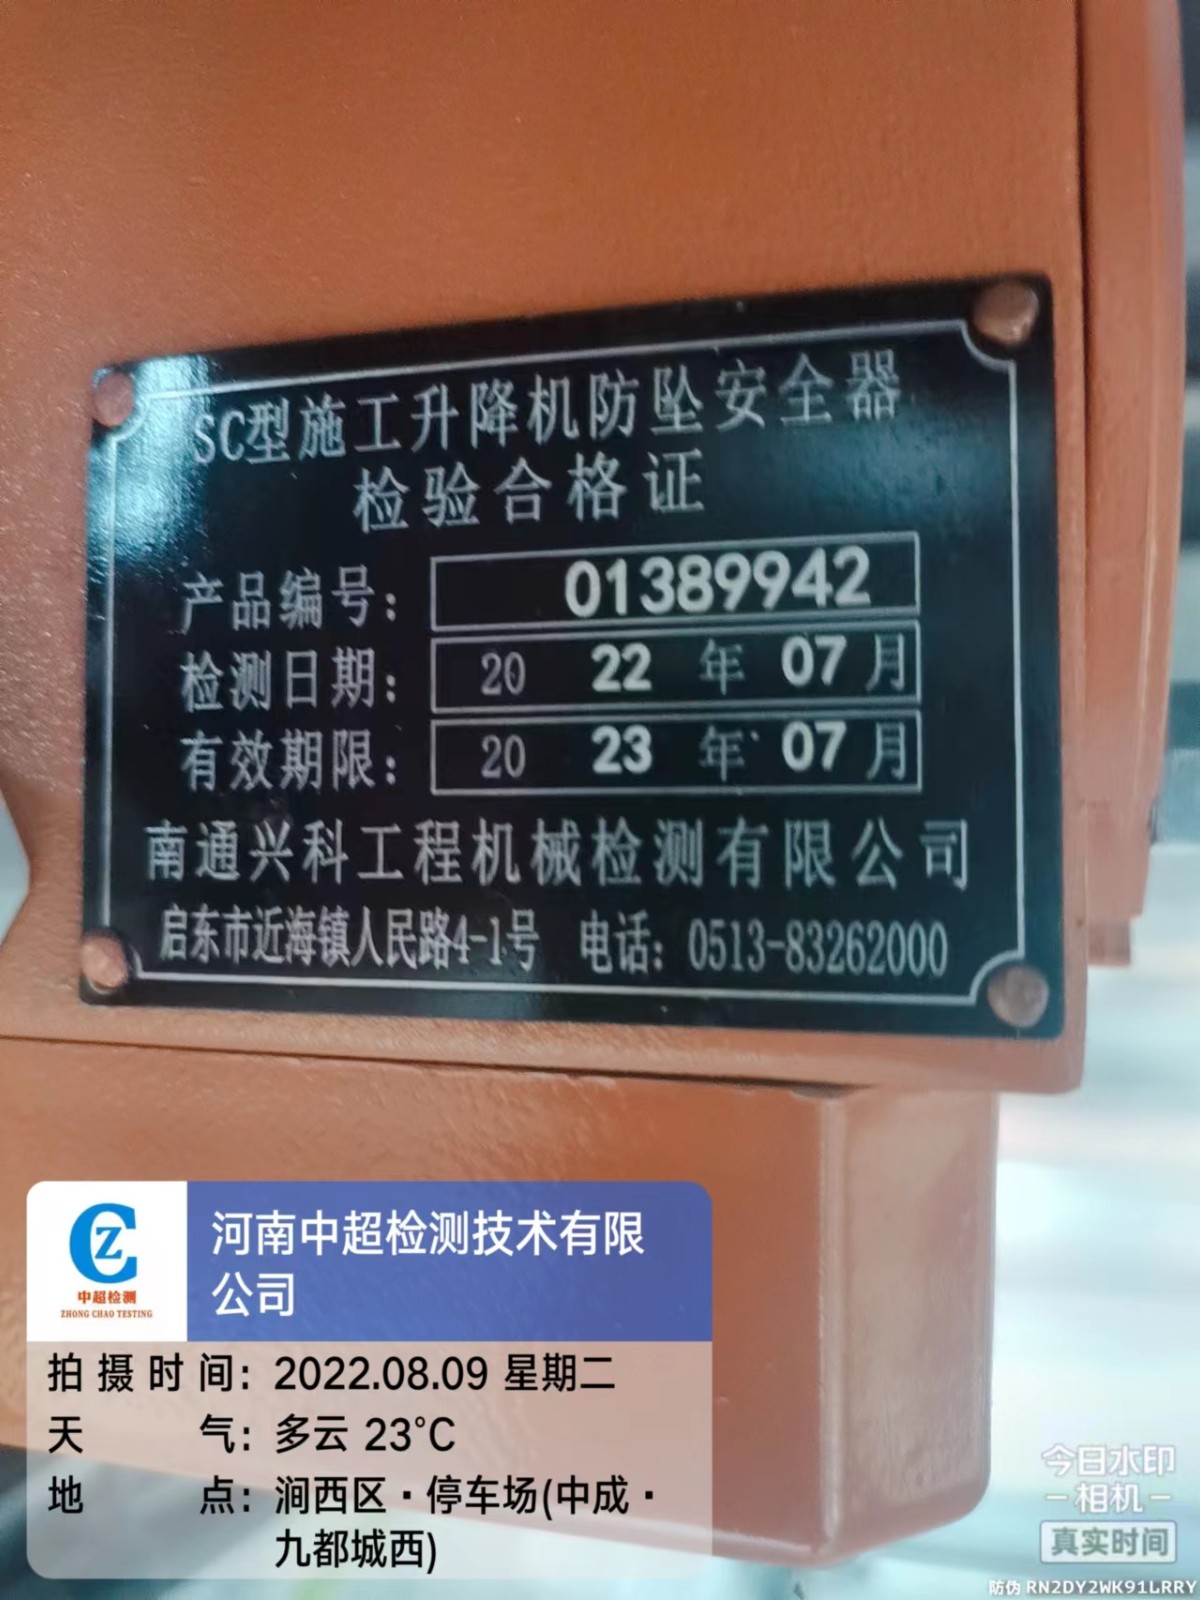 SC型施工升降机防坠安全器
检验合格证
产品编号： 01389942
检测日期： 20 22 年 07 月
有效期限： 20 23 年 07 月
南通兴科工程机械检测有限公司
启东市近海镇人民路4-1号 电话：0513-83262000
CZ
中超检测
ZHONG CHAO TESTING
河南中超检测技术有限
公司
拍摄时间：2022.08.09 星期二
天气：多云 23°C
地点：涧西区·停车场(中成·
九都城西)
今日水印
-相机-
真实时间
防伪 RN2DY2WK91LRRY